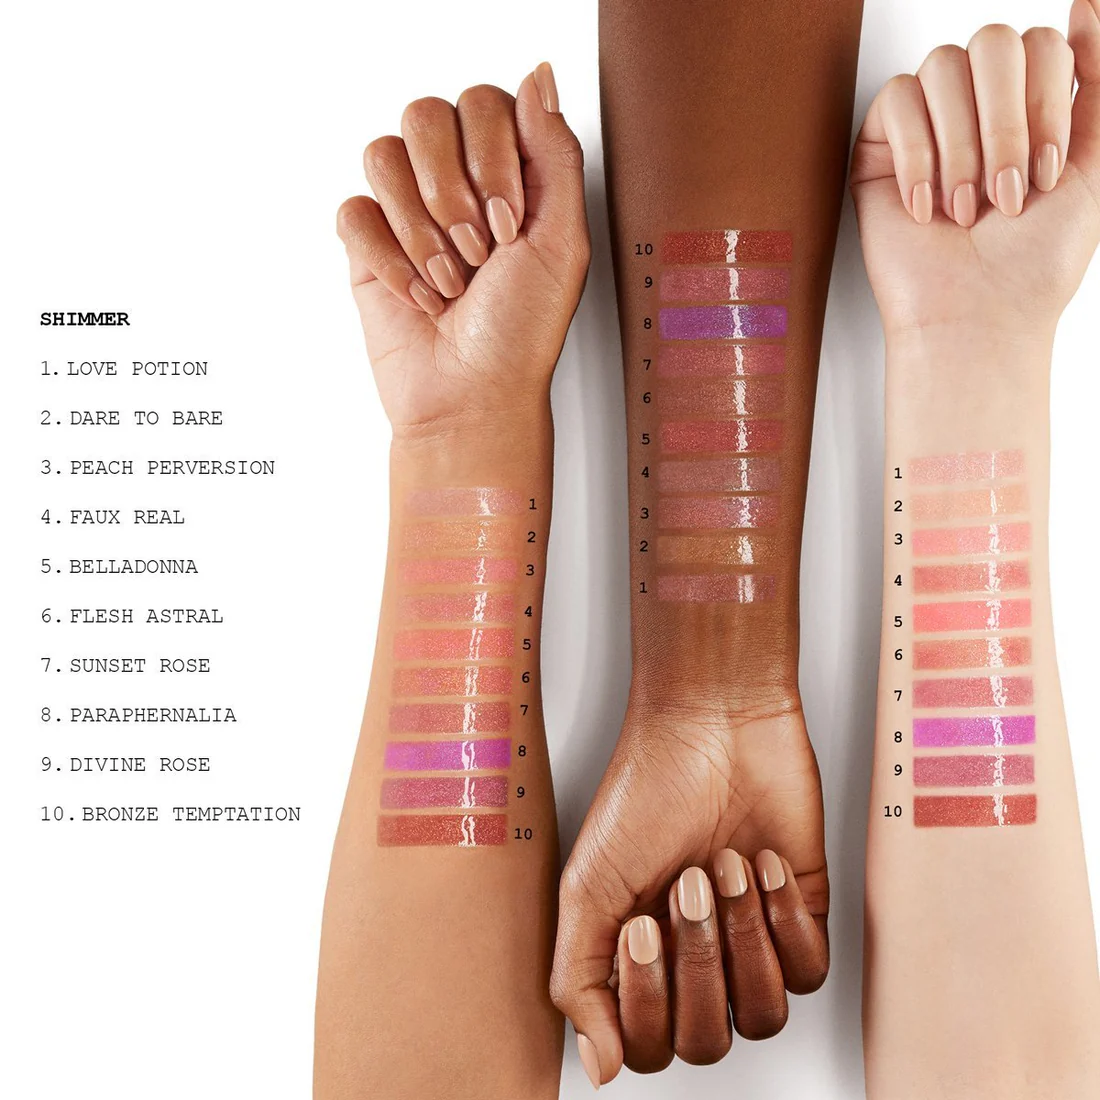 SHIMMER
1. LOVE POTION
2. DARE TO BARE
3. PEACH PERVERSION
4. FAUX REAL
5. BELLADONNA
6. FLESH ASTRAL
7. SUNSET ROSE
8. PARAPHERNALIA
9. DIVINE ROSE
10. BRONZE TEMPTATION
1
2
3
4
5
6
7
8
9
10
10
9
8
7
6
5
4
3
2
1
1
2
3
4
5
6
7
8
9
10